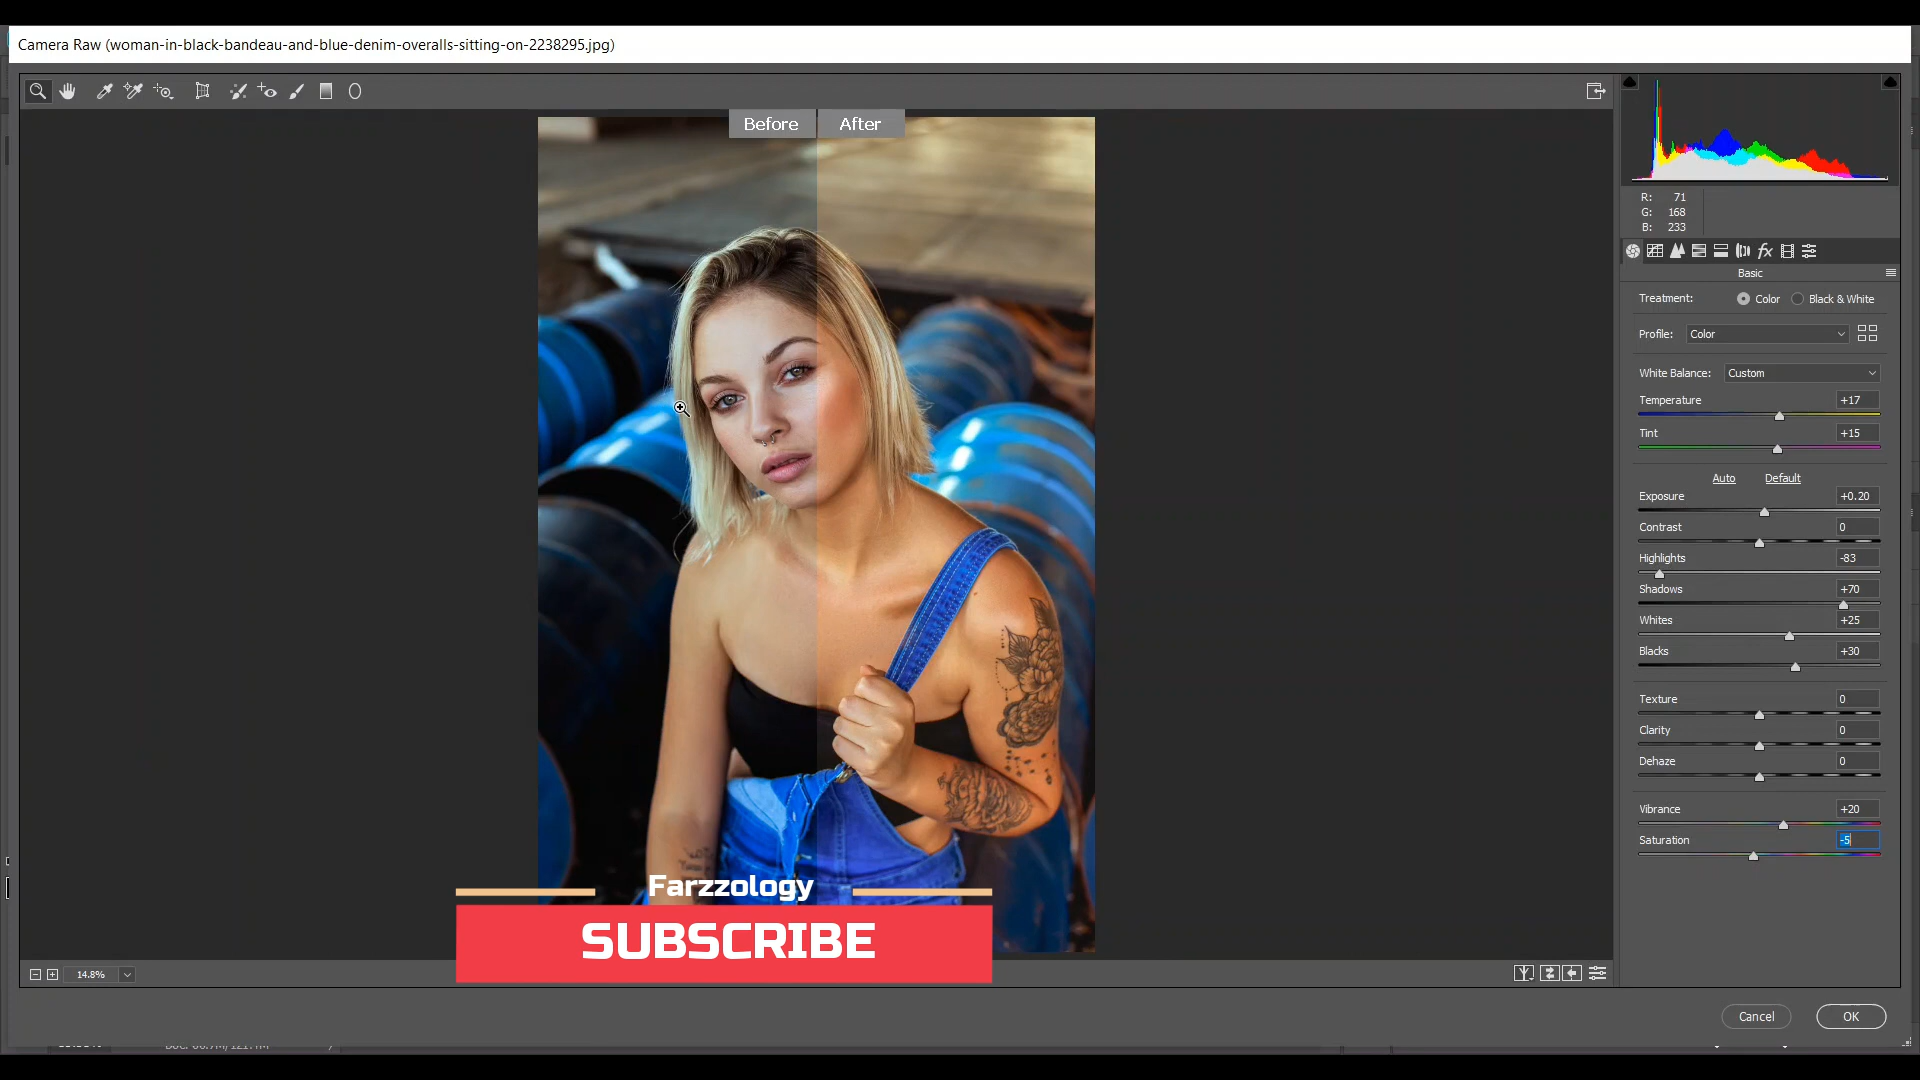 Camera Raw (woman-in-black-bandeau-and-blue-denim-overalls-sitting-on-2238295.jpg)
Before
After
R: 71
G: 168
B: 233
fx
Basic
Treatment: Color Black & White
Profile: Color
White Balance: Custom
Temperature +17
Tint +15
Auto Default
Exposure +0.20
Contrast 0
Highlights -83
Shadows +70
Whites +25
Blacks +30
Texture 0
Clarity 0
Dehaze 0
Vibrance +20
Saturation -5
Farzzology
SUBSCRIBE
14.8%
Y
Cancel OK